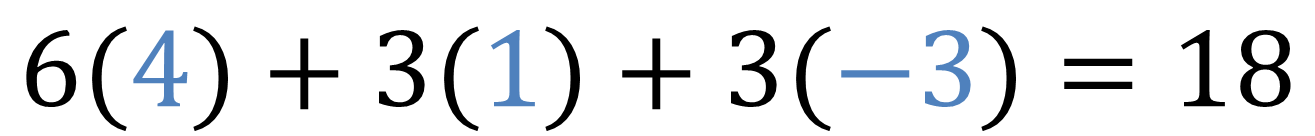 6(4) + 3(1) + 3(−3) = 18